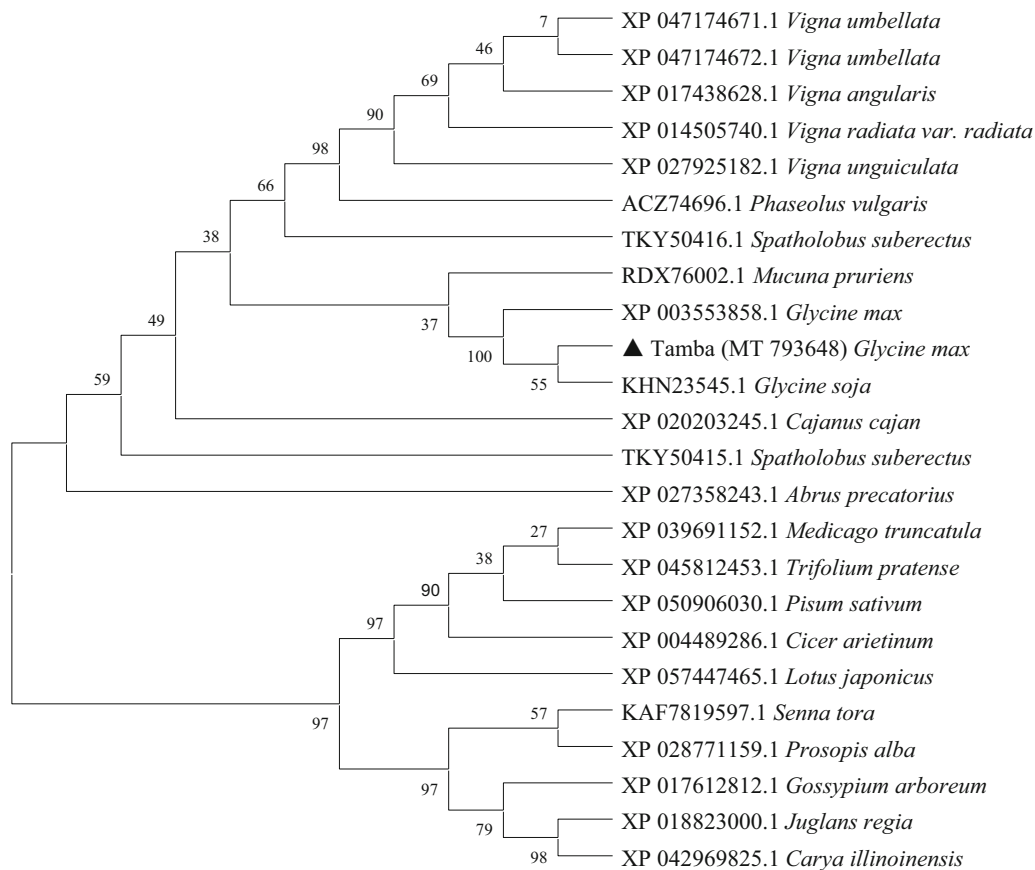 7 XP 047174671.1 Vigna umbellata
46 XP 047174672.1 Vigna umbellata
69 XP 017438628.1 Vigna angularis
90 XP 014505740.1 Vigna radiata var. radiata
98 XP 027925182.1 Vigna unguiculata
66 ACZ74696.1 Phaseolus vulgaris
38 TKY50416.1 Spatholobus suberectus
RDX76002.1 Mucuna pruriens
49 37 XP 003553858.1 Glycine max
100 ▲ Tamba (MT 793648) Glycine max
59 55 KHN23545.1 Glycine soja
XP 020203245.1 Cajanus cajan
TKY50415.1 Spatholobus suberectus
XP 027358243.1 Abrus precatorius
27 XP 039691152.1 Medicago truncatula
38 XP 045812453.1 Trifolium pratense
90 XP 050906030.1 Pisum sativum
97 XP 004489286.1 Cicer arietinum
XP 057447465.1 Lotus japonicus
97 57 KAF7819597.1 Senna tora
XP 028771159.1 Prosopis alba
97 XP 017612812.1 Gossypium arboreum
79 XP 018823000.1 Juglans regia
98 XP 042969825.1 Carya illinoinensis